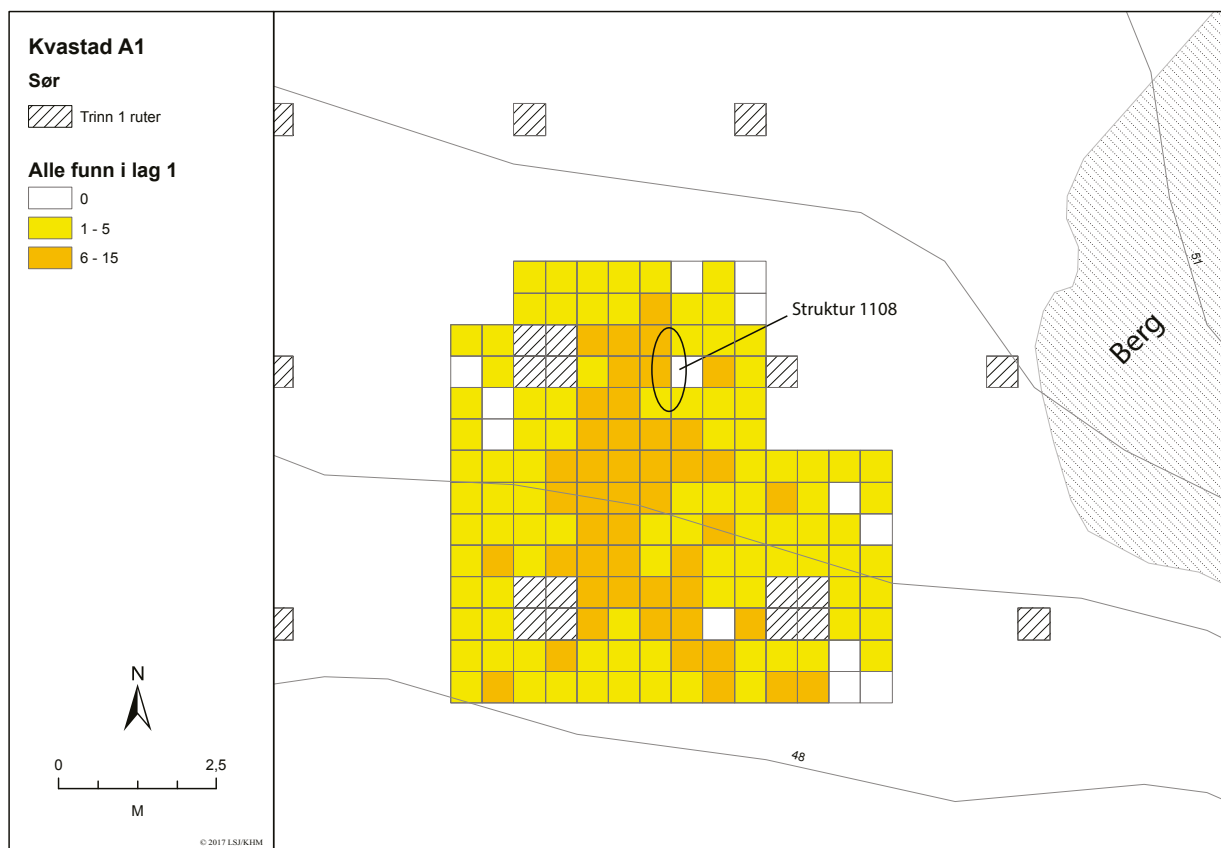 Kvastad A1
Sør
Trinn 1 ruter
Alle funn i lag 1
0
1 - 5
6 - 15
N
0 2,5
M
© 2017 LSJ/KHM
Struktur 1108
Berg
51
48